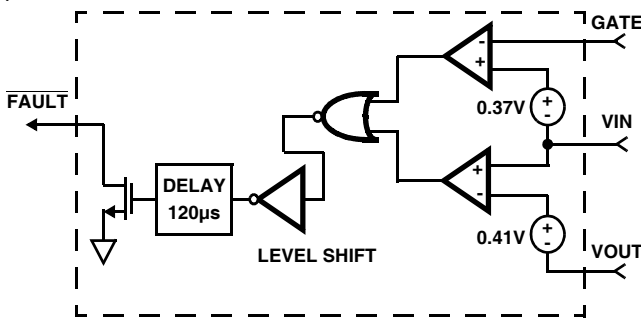 GATE
-
+
FAULT
0.37V
+
-
VIN
DELAY
120µs
+
-
LEVEL SHIFT
0.41V
+
-
VOUT